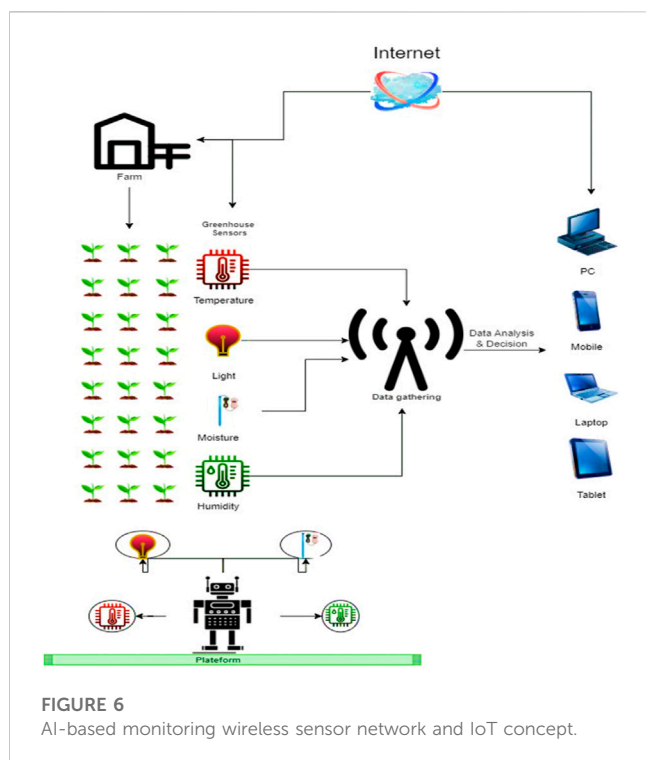 Internet
Farm
Greenhouse
Sensors
Temperature
Light
Moisture
Humidity
Data gathering
Data Analysis
& Decision
PC
Mobile
Laptop
Tablet
Plateform
FIGURE 6
AI-based monitoring wireless sensor network and IoT concept.